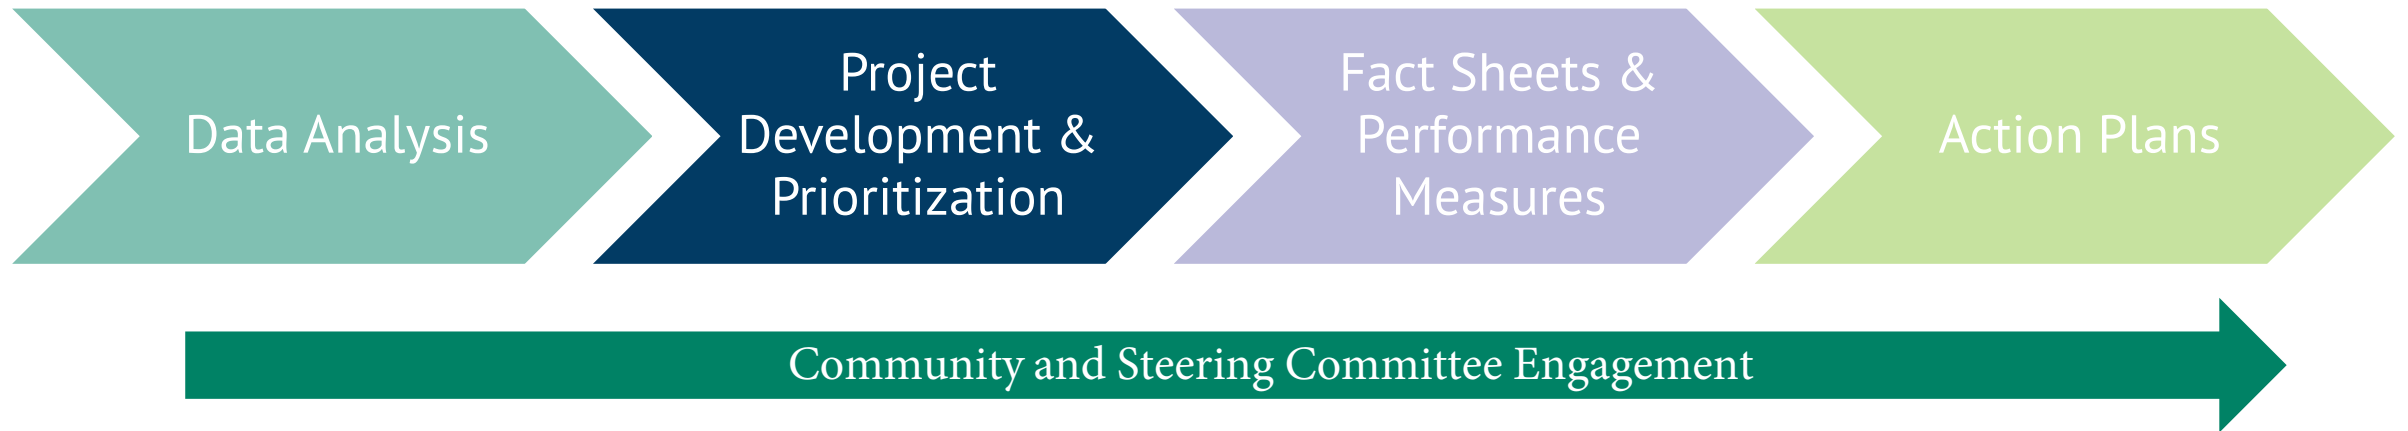 Data Analysis
Project
Development &
Prioritization
Fact Sheets &
Performance
Measures
Action Plans
Community and Steering Committee Engagement